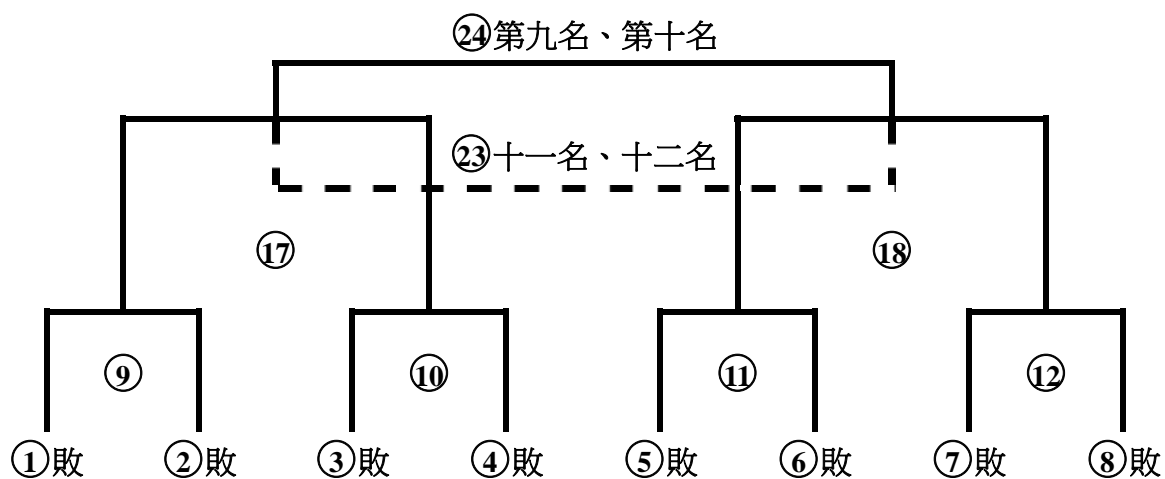 ㉔第九名、第十名
㉓十一名、十二名
⑰ ⑱
⑨ ⑩ ⑪ ⑫
①敗 ②敗 ③敗 ④敗 ⑤敗 ⑥敗 ⑦敗 ⑧敗